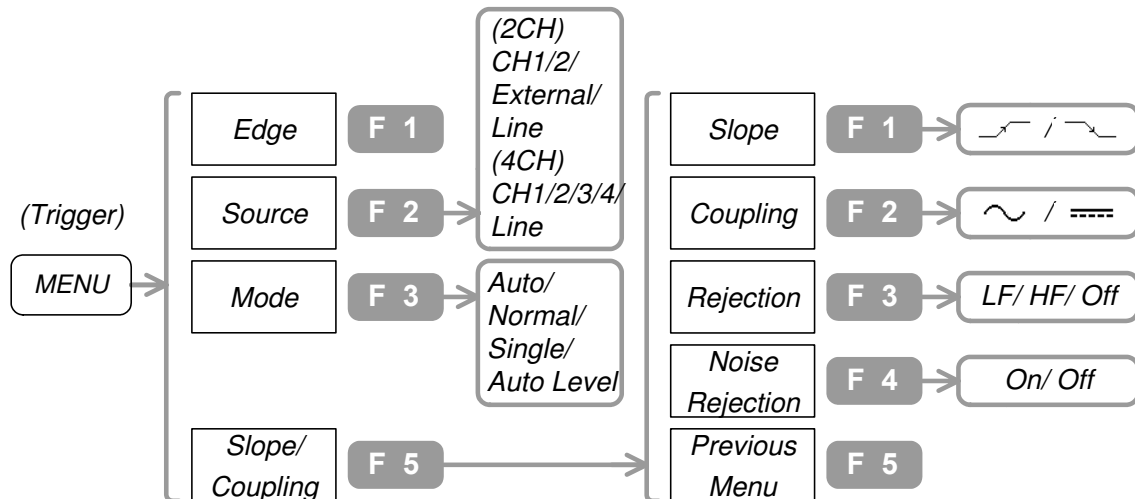 (Trigger)
MENU
Edge
F 1
Source
F 2
(2CH)
CH1/2/
External/
Line
(4CH)
CH1/2/3/4/
Line
Mode
F 3
Auto/
Normal/
Single/
Auto Level
Slope/
Coupling
F 5
Slope
F 1
/
Coupling
F 2
/
Rejection
F 3
LF/ HF/ Off
Noise
Rejection
F 4
On/ Off
Previous
Menu
F 5